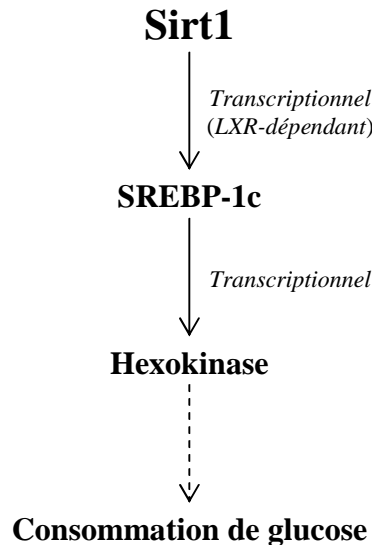 Sirt1
Transcriptionnel
(LXR-dépendant)
SREBP-1c
Transcriptionnel
Hexokinase
Consommation de glucose